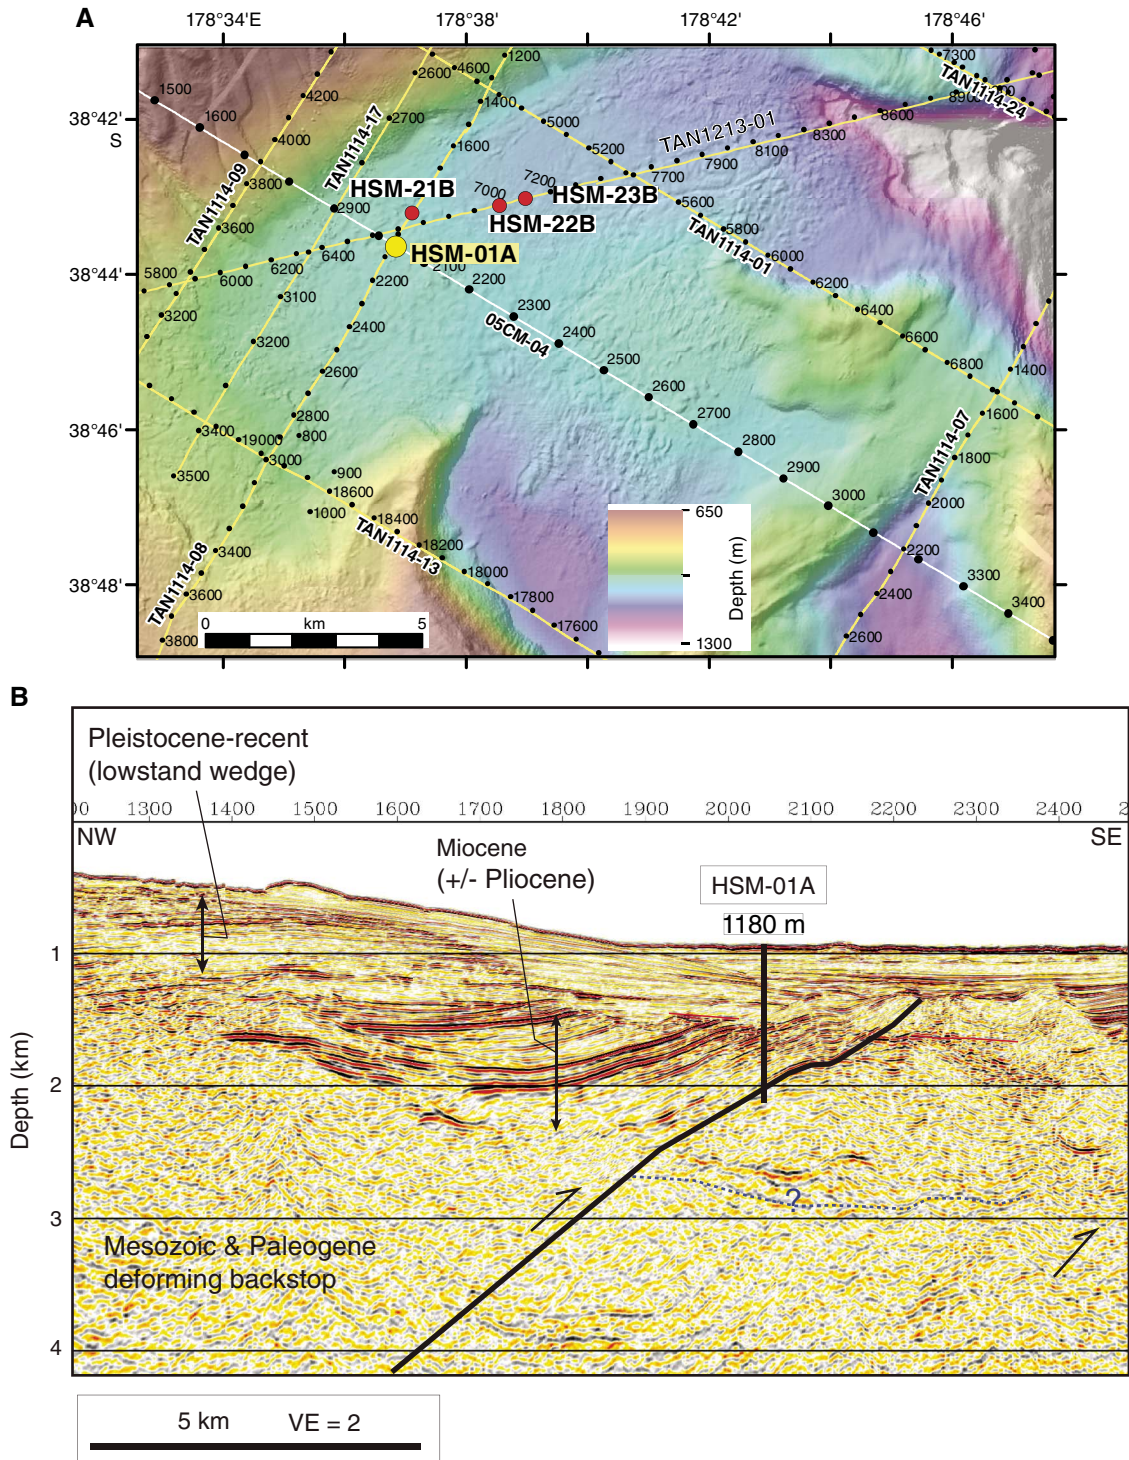 A
178°34'E
178°38'
178°42'
178°46'
38°42'
S
38°44'
38°46'
38°48'
1500
1600
4200
4000
3800
3600
TAN1114-09
TAN1114-17
2600
2700
2900
4600
1200
1400
1600
5000
5200
TAN1213-01
7300
TAN1114-24
8600
8300
8100
7900
7700
7200
7000
HSM-21B
HSM-22B
HSM-23B
HSM-01A
5600
5800
6000
6200
6400
6600
6800
TAN1114-01
5800
6000
6200
6400
3200
3100
3200
2200
2400
2600
2800
800
2100
2200
2300
2400
2500
2600
2700
2800
2900
3000
3300
3400
05CM-04
1400
1600
1800
2000
2200
2400
2600
TAN1114-07
3400
19000
3000
3500
900
18600
1000
18400
18200
18000
17800
17600
TAN1114-13
TAN1114-08
3400
3600
3800
0 km 5
650
Depth (m)
1300
B
Pleistocene-recent
(lowstand wedge)
00 1300 1400 1500 1600 1700 1800 1900 2000 2100 2200 2300 2400 2
NW
SE
Miocene
(+/- Pliocene)
HSM-01A
1180 m
1
2
3
4
Depth (km)
?
Mesozoic & Paleogene
deforming backstop
5 km VE = 2